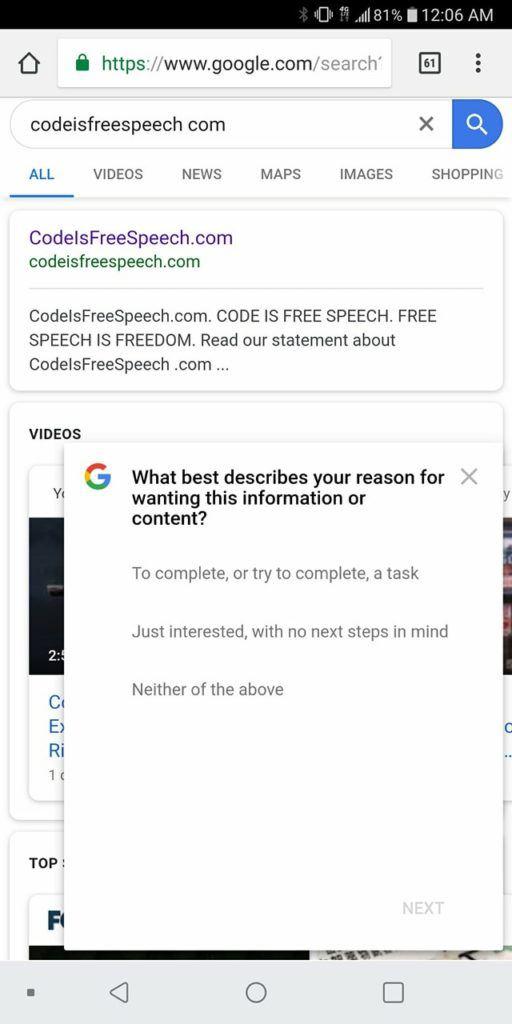 81% 12:06 AM
https://www.google.com/search
61
codeisfreespeech com
ALL VIDEOS NEWS MAPS IMAGES SHOPPING
CodeIsFreeSpeech.com
codeisfreespeech.com
CodeIsFreeSpeech.com. CODE IS FREE SPEECH. FREE
SPEECH IS FREEDOM. Read our statement about
CodeIsFreeSpeech .com ...
VIDEOS
What best describes your reason for
wanting this information or
content?
To complete, or try to complete, a task
Just interested, with no next steps in mind
Neither of the above
TOP
NEXT